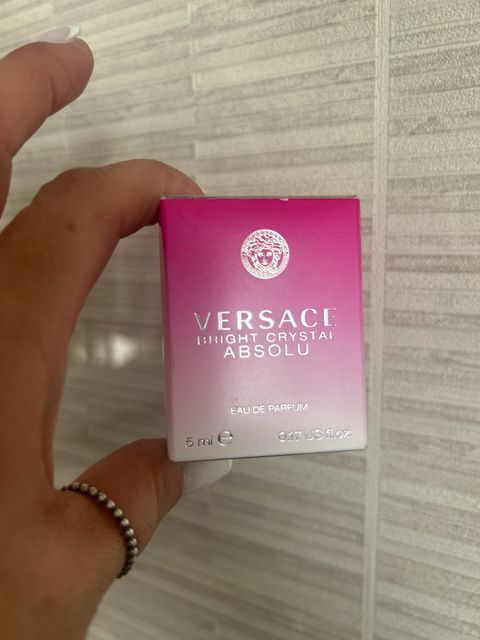 VERSACE
BRIGHT CRYSTAL
ABSOLU
EAU DE PARFUM
5 ml ℮ 0.17 US fl.oz.